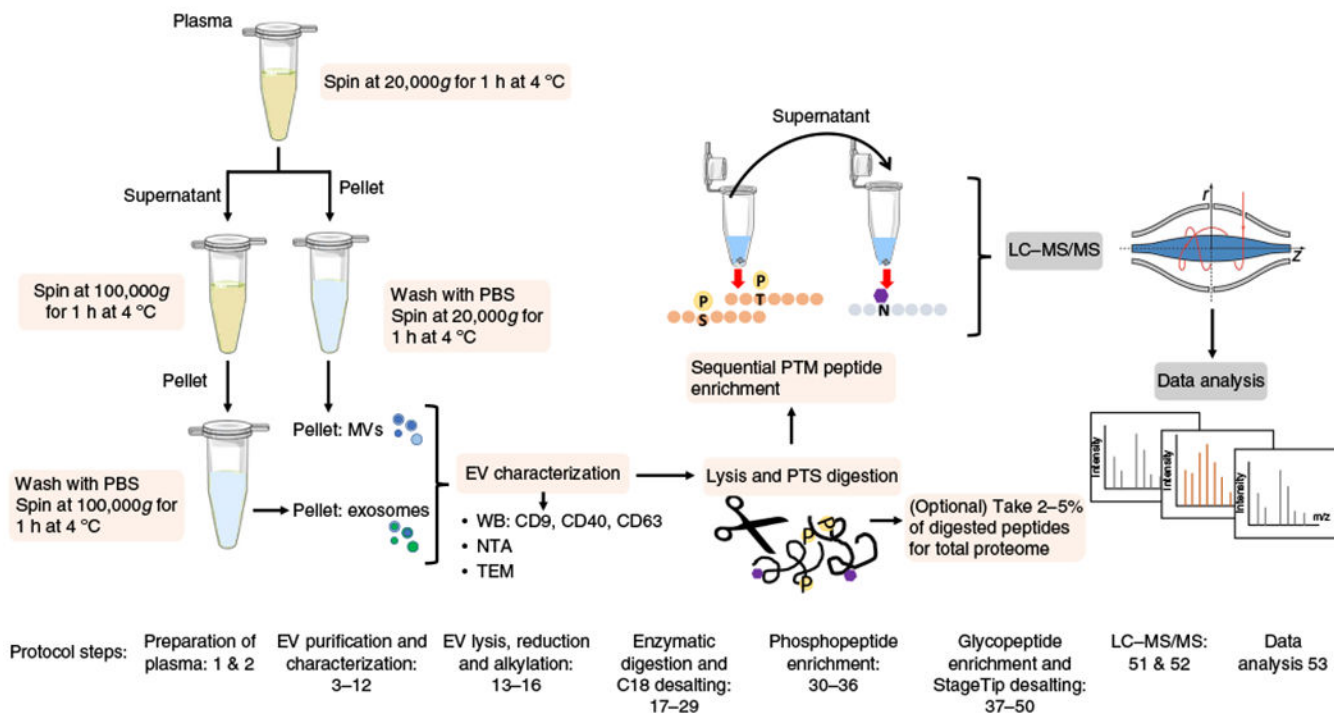 Plasma
Spin at 20,000g for 1 h at 4 °C
Supernatant
Pellet
Spin at 100,000g
for 1 h at 4 °C
Wash with PBS
Spin at 20,000g for
1 h at 4 °C
Pellet
Pellet: MVs
Wash with PBS
Spin at 100,000g for
1 h at 4 °C
Pellet: exosomes
EV characterization
• WB: CD9, CD40, CD63
• NTA
• TEM
Lysis and PTS digestion
P
P
P
(Optional) Take 2–5%
of digested peptides
for total proteome
Sequential PTM peptide
enrichment
Supernatant
P
P
T
S
N
LC–MS/MS
r
z
Data analysis
Intensity
Intensity
Intensity
m/z
Protocol steps:
Preparation of
plasma: 1 & 2
EV purification and
characterization:
3–12
EV lysis, reduction
and alkylation:
13–16
Enzymatic
digestion and
C18 desalting:
17–29
Phosphopeptide
enrichment:
30–36
Glycopeptide
enrichment and
StageTip desalting:
37–50
LC–MS/MS:
51 & 52
Data
analysis 53